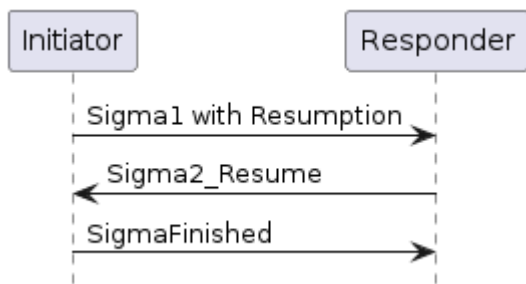 Initiator
Responder
Sigma1 with Resumption
Sigma2_Resume
SigmaFinished